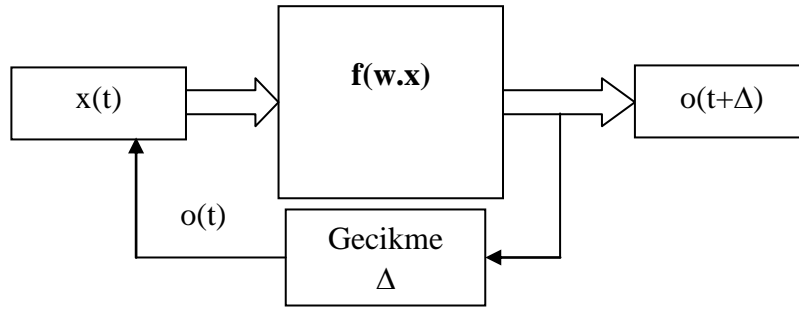 f(w.x)
x(t)
o(t+Δ)
o(t)
Gecikme
Δ